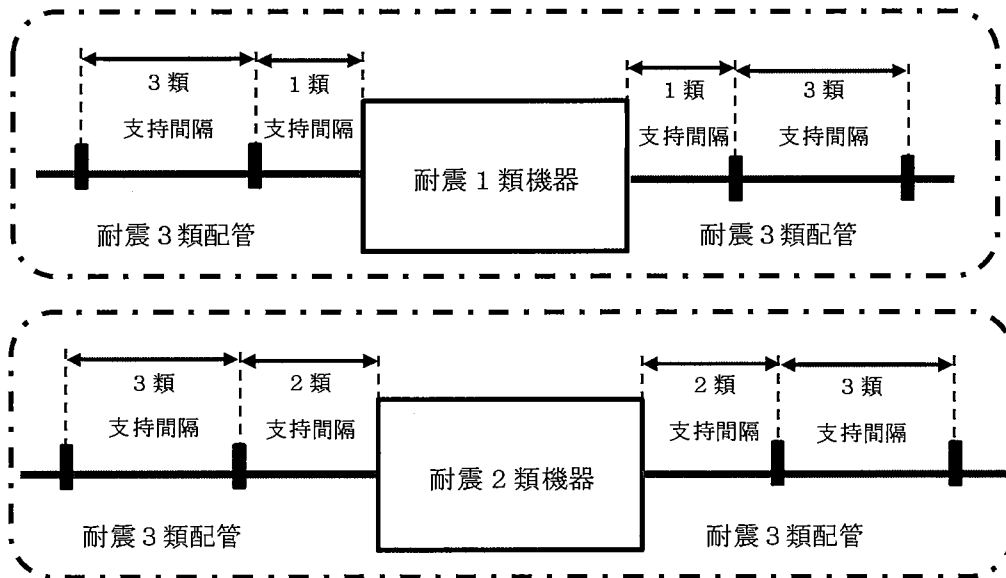 3類 1類 1類 3類
支持間隔 支持間隔 支持間隔 支持間隔
耐震1類機器
耐震3類配管 耐震3類配管
3類 2類 2類 3類
支持間隔 支持間隔 支持間隔 支持間隔
耐震2類機器
耐震3類配管 耐震3類配管